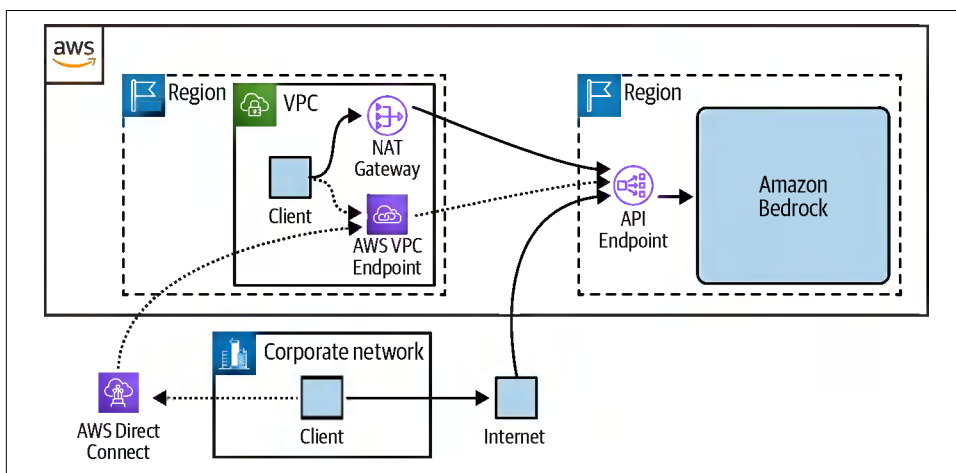 aws
Region
VPC
NAT
Gateway
Client
AWS VPC
Endpoint
Region
API
Endpoint
Amazon
Bedrock
Corporate network
Client
AWS Direct
Connect
Internet